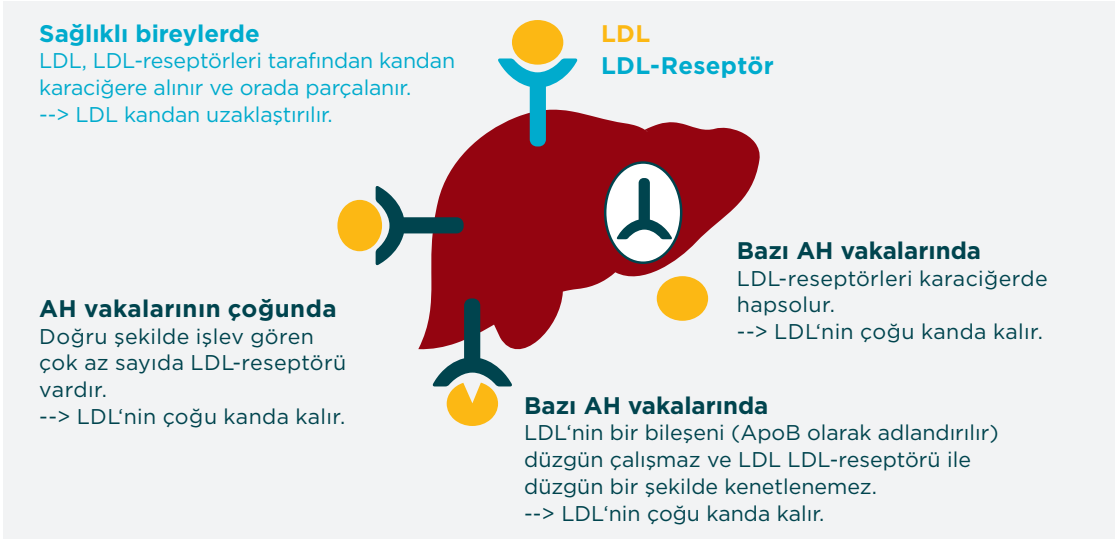 Sağlıklı bireylerde
LDL, LDL-reseptörleri tarafından kandan
karaciğere alınır ve orada parçalanır.
--> LDL kandan uzaklaştırılır.
LDL
LDL-Reseptör
Bazı AH vakalarında
LDL-reseptörleri karaciğerde
hapsolur.
--> LDL‘nin çoğu kanda kalır.
AH vakalarının çoğunda
Doğru şekilde işlev gören
çok az sayıda LDL-reseptörü
vardır.
--> LDL‘nin çoğu kanda kalır.
Bazı AH vakalarında
LDL‘nin bir bileşeni (ApoB olarak adlandırılır)
düzgün çalışmaz ve LDL LDL-reseptörü ile
düzgün bir şekilde kenetlenemez.
--> LDL‘nin çoğu kanda kalır.